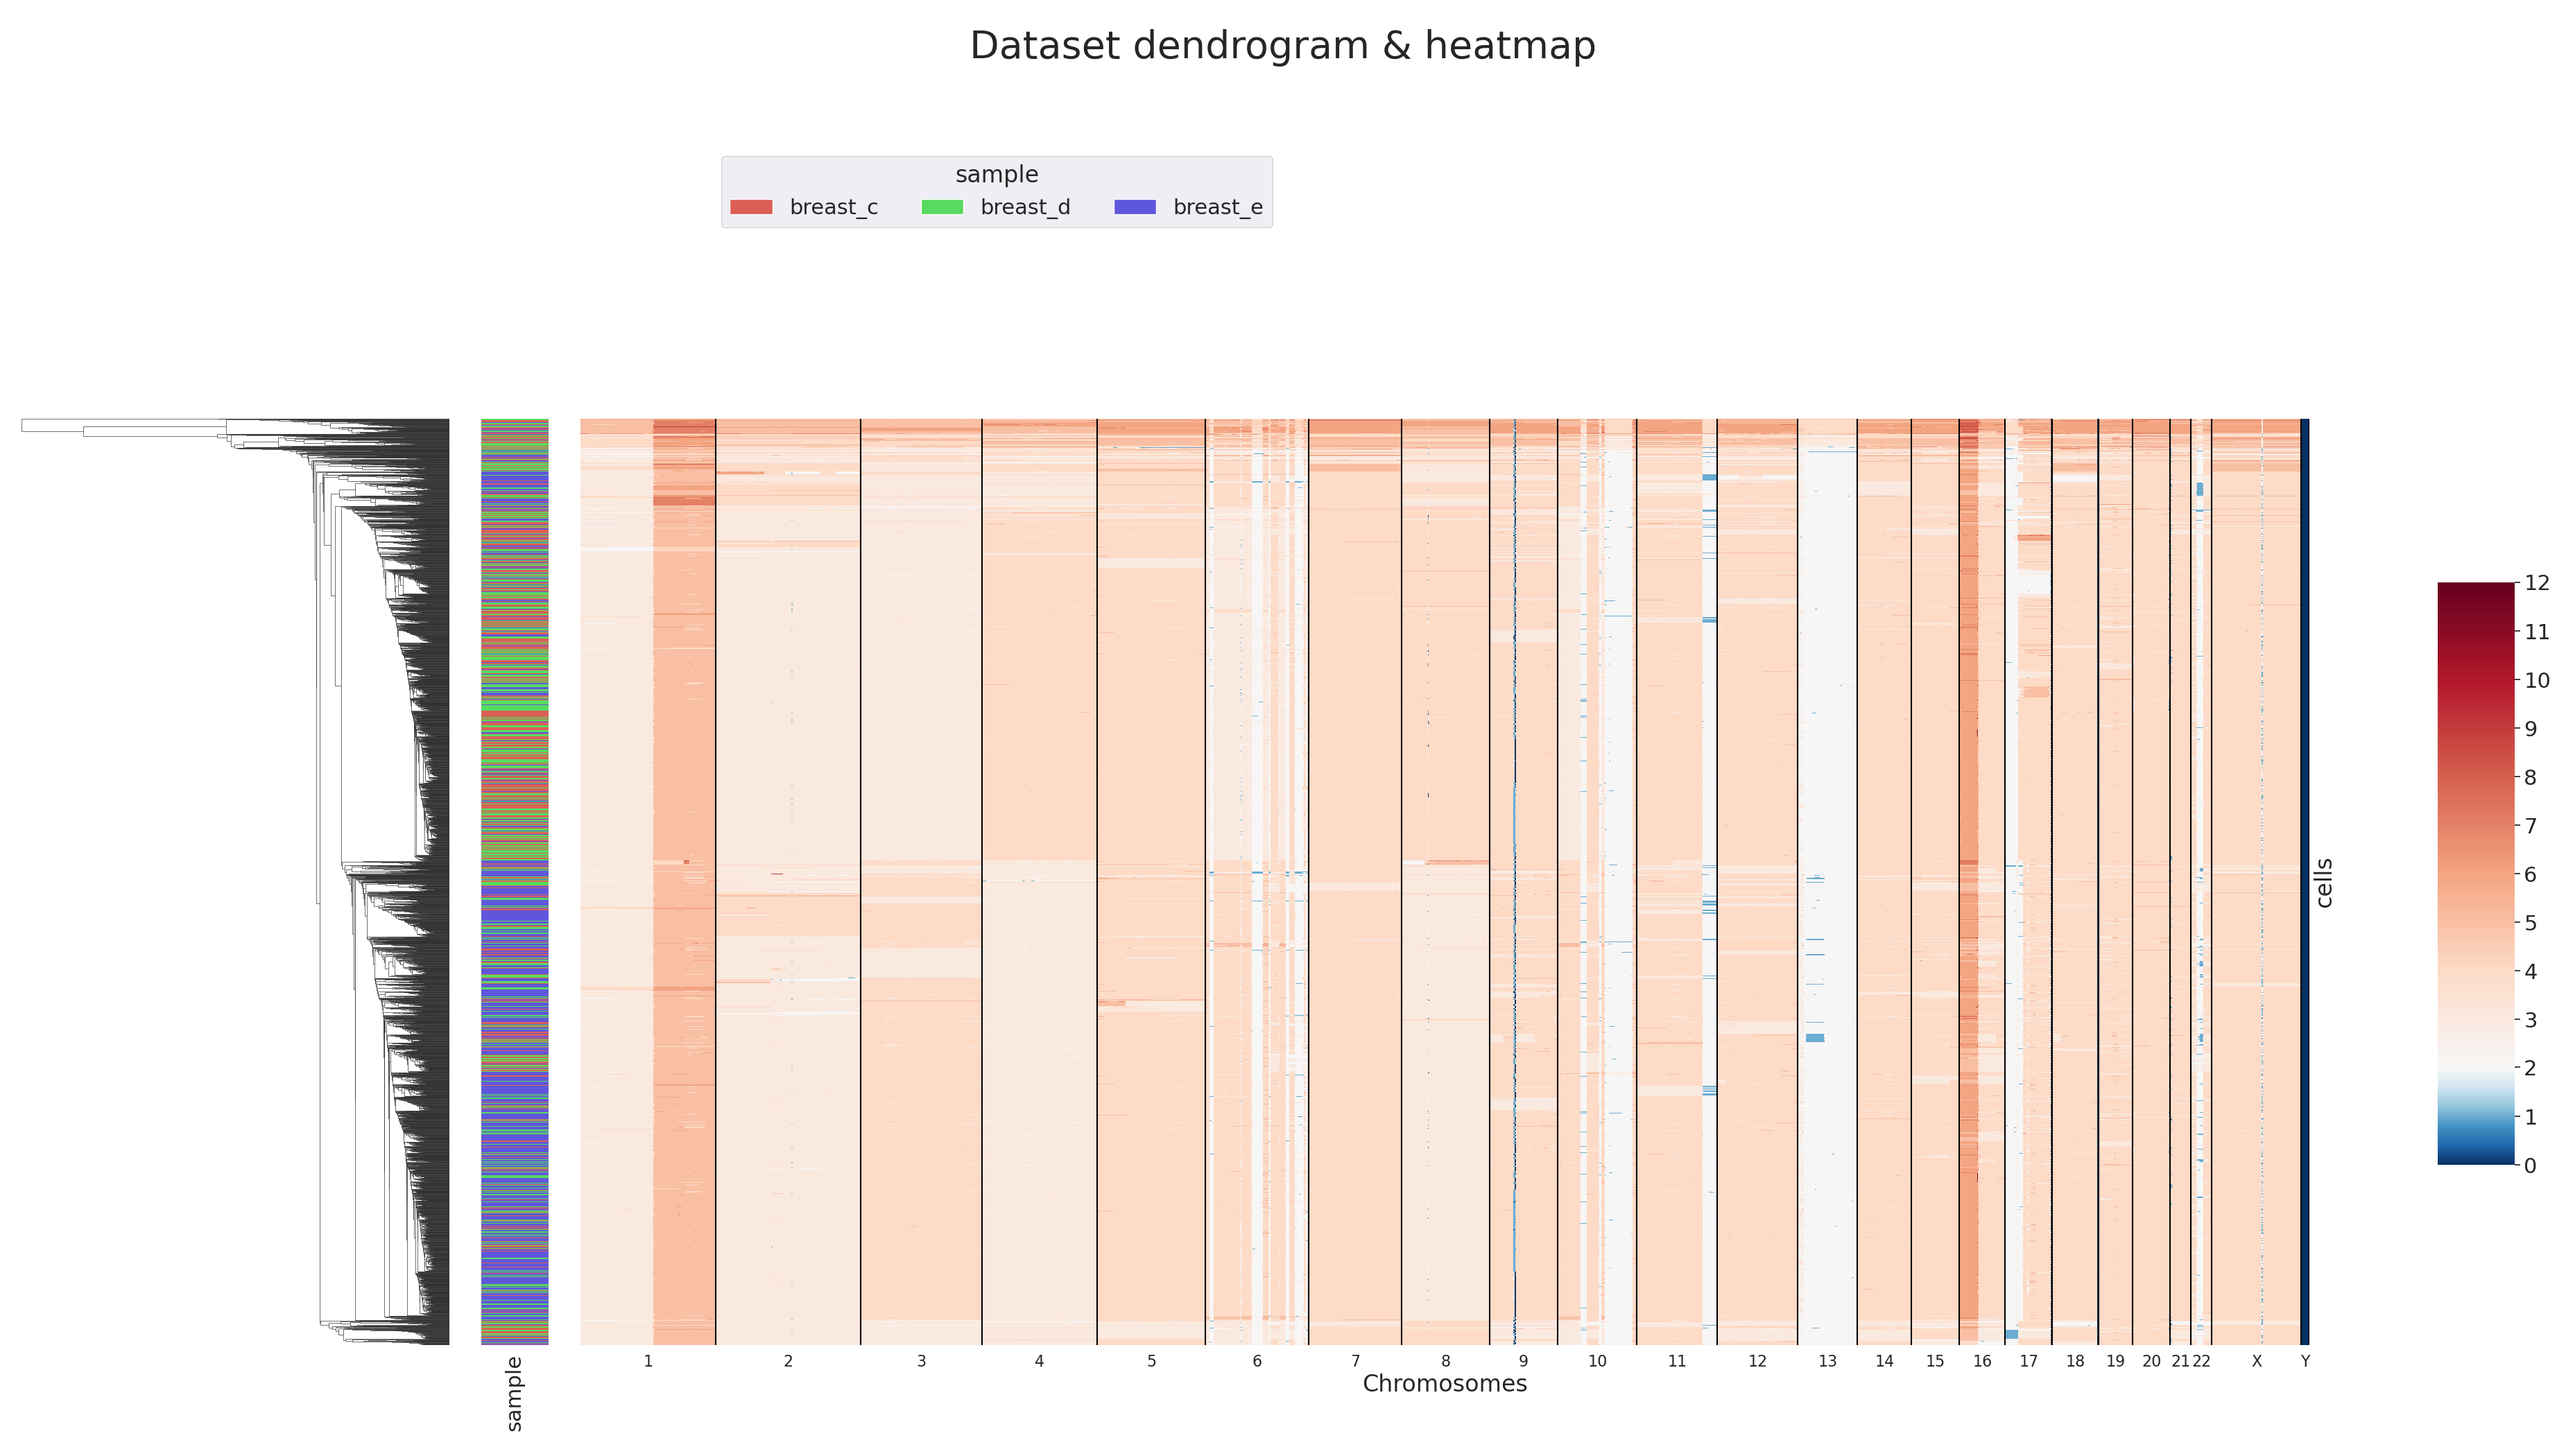 Dataset dendrogram & heatmap
sample
breast_c breast_d breast_e
12
11
10
9
8
7
6
5
4
3
2
1
0
cells
1 2 3 4 5 6 7 8 9 10 11 12 13 14 15 16 17 18 19 20 21 22 X Y
Chromosomes
sample